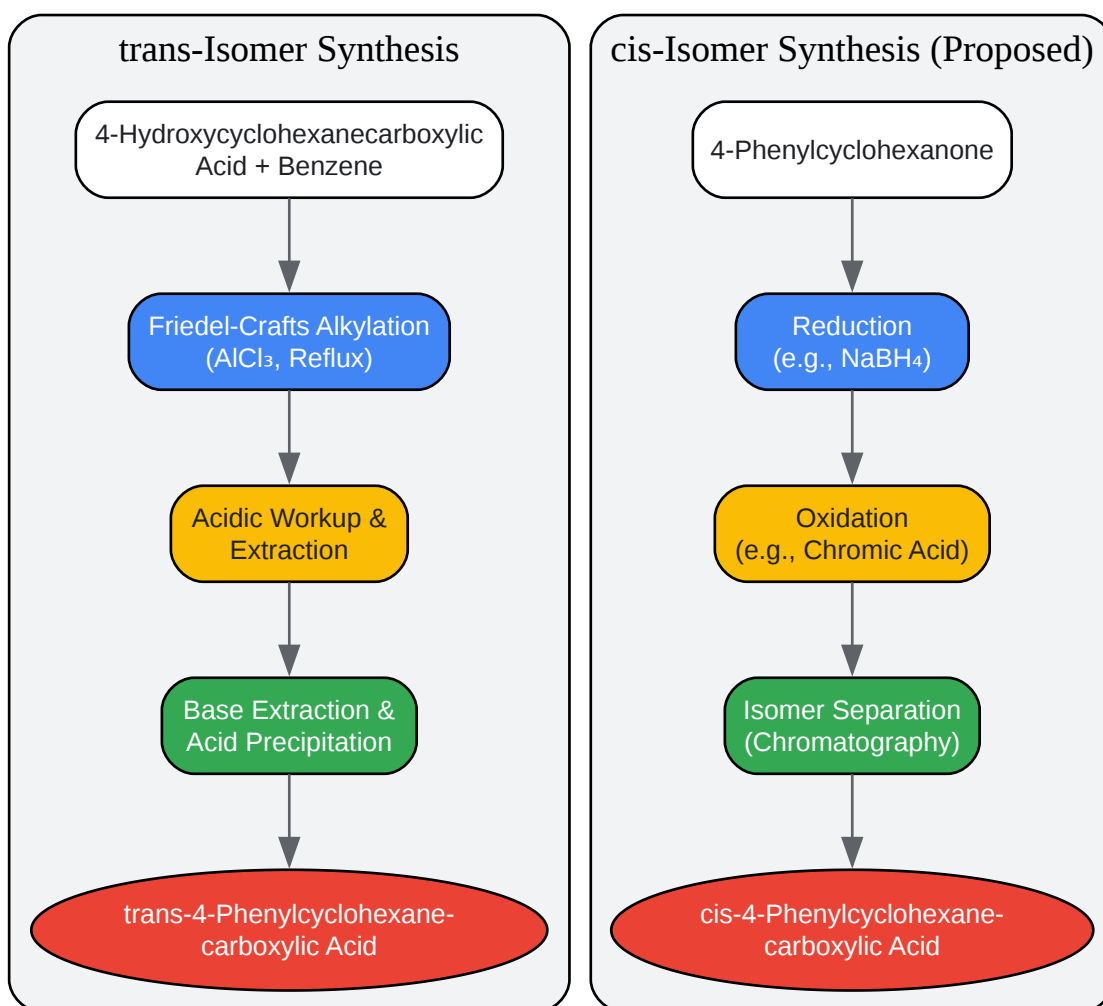 trans-Isomer Synthesis
4-Hydroxycyclohexanecarboxylic
Acid + Benzene
Friedel-Crafts Alkylation
(AlCl₃, Reflux)
Acidic Workup &
Extraction
Base Extraction &
Acid Precipitation
trans-4-Phenylcyclohexane-
carboxylic Acid
cis-Isomer Synthesis (Proposed)
4-Phenylcyclohexanone
Reduction
(e.g., NaBH₄)
Oxidation
(e.g., Chromic Acid)
Isomer Separation
(Chromatography)
cis-4-Phenylcyclohexane-
carboxylic Acid